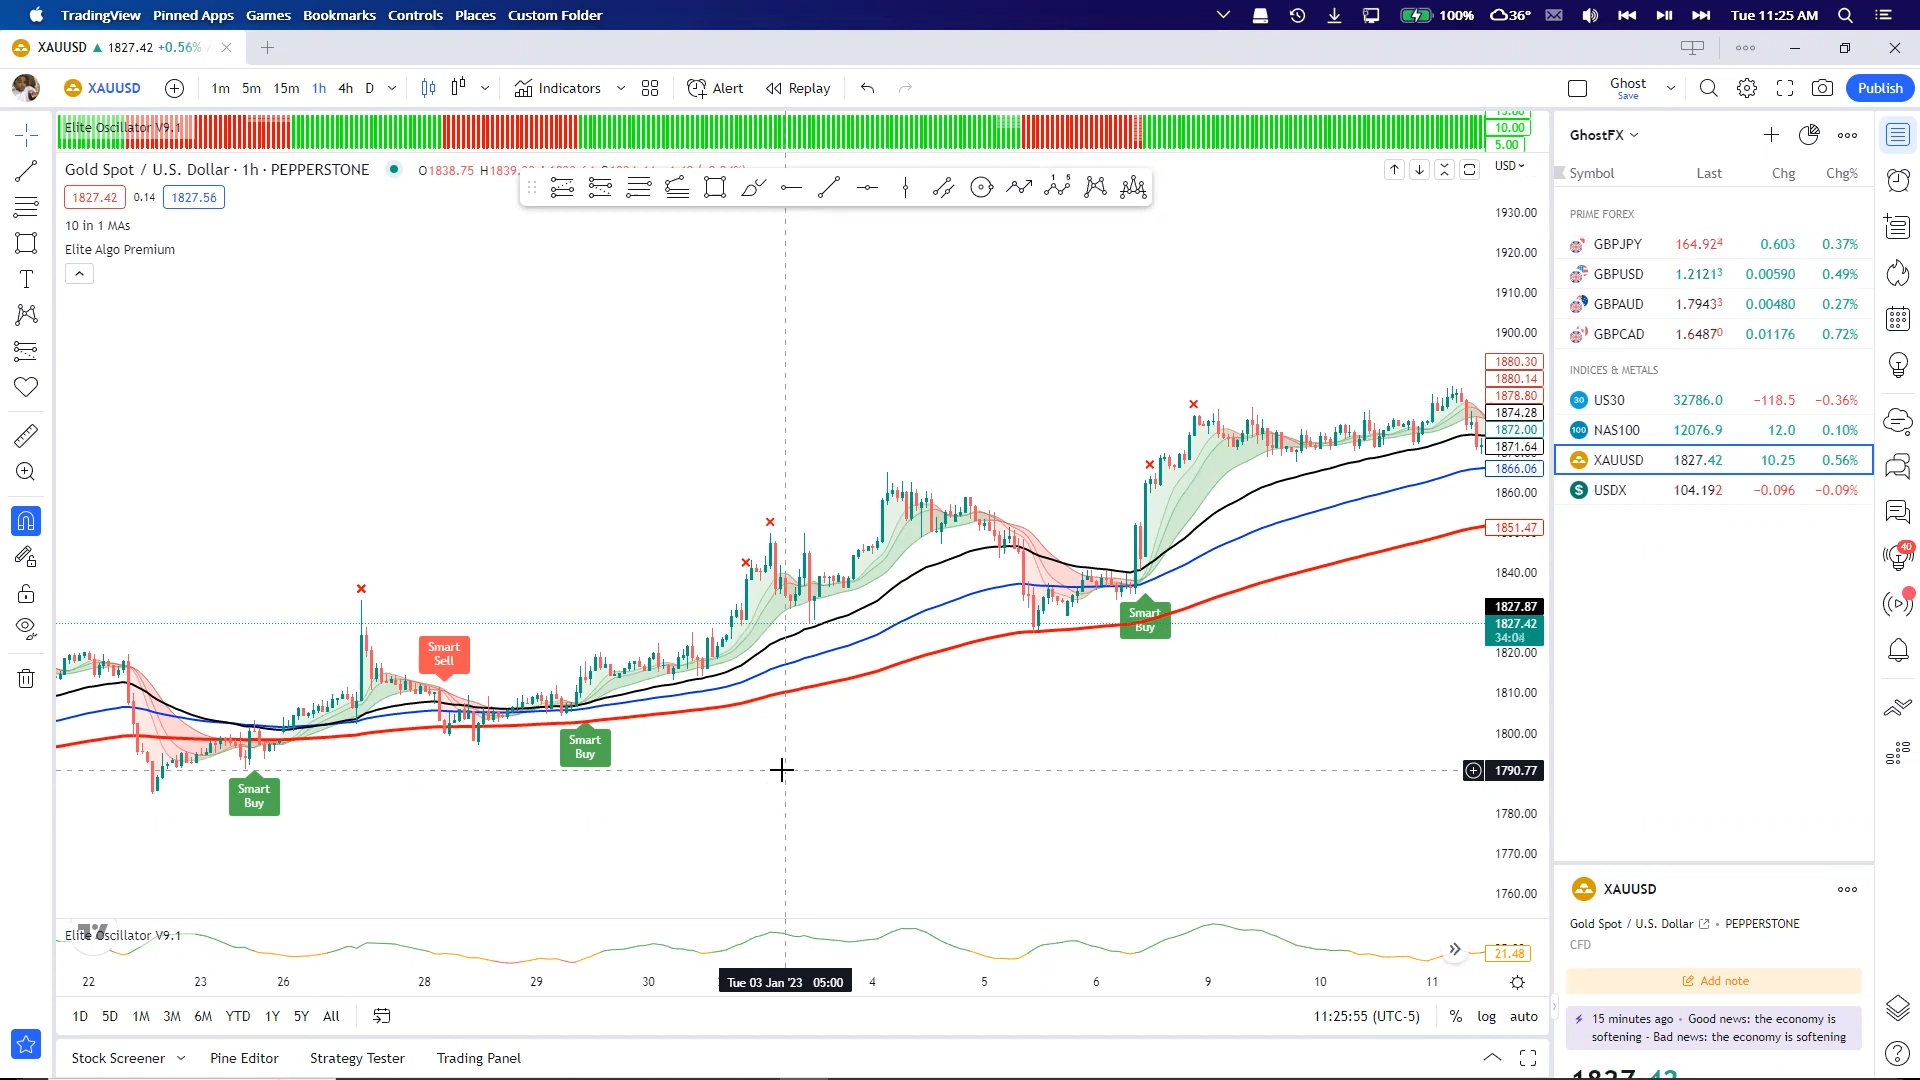 TradingView Pinned Apps Games Bookmarks Controls Places Custom Folder 100% 36° Tue 11:25 AM
XAUUSD ▲ 1827.42 +0.56%
XAUUSD 1m 5m 15m 1h 4h D Indicators Alert Replay Ghost Save Publish
Elite Oscillator V9.1
10.00
5.00
Gold Spot / U.S. Dollar · 1h · PEPPERSTONE O1838.75
USD
1827.42 0.14 1827.56
10 in 1 MAs
Elite Algo Premium
1930.00
1920.00
1910.00
1900.00
1880.30
1880.14
1878.80
1874.28
1872.00
1871.64
1866.06
1860.00
1851.47
1840.00
1827.87
1827.42
34:04
1820.00
1810.00
1800.00
1790.77
1780.00
1770.00
1760.00
Smart Buy
Smart Sell
Smart Buy
Smart Buy
Elite Oscillator V9.1
21.48
22 23 26 28 29 30 Tue 03 Jan '23 05:00 4 5 6 9 10 11
1D 5D 1M 3M 6M YTD 1Y 5Y All 11:25:55 (UTC-5) % log auto
Stock Screener Pine Editor Strategy Tester Trading Panel
GhostFX
Symbol Last Chg Chg%
PRIME FOREX
GBPJPY 164.924 0.603 0.37%
GBPUSD 1.21213 0.00590 0.49%
GBPAUD 1.79433 0.00480 0.27%
GBPCAD 1.64870 0.01176 0.72%
INDICES & METALS
US30 32786.0 −118.5 −0.36%
NAS100 12076.9 12.0 0.10%
XAUUSD 1827.42 10.25 0.56%
USDX 104.192 −0.096 −0.09%
40
XAUUSD
Gold Spot / U.S. Dollar • PEPPERSTONE
CFD
Add note
15 minutes ago • Good news: the economy is
softening - Bad news: the economy is softening